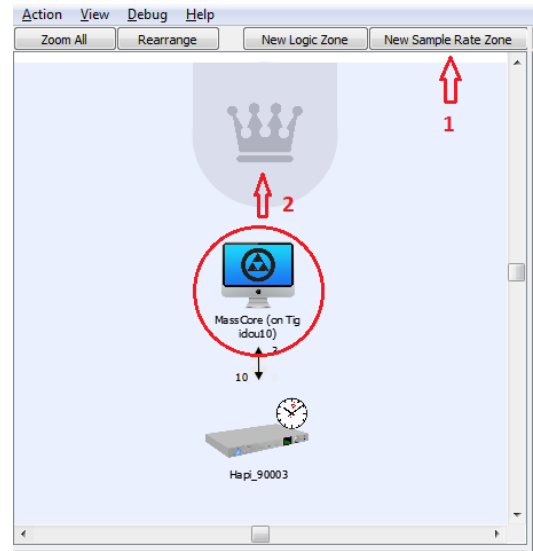 Action View Debug Help
Zoom All Rearrange New Logic Zone New Sample Rate Zone
1
2
MassCore (on Tig
idou10)
2
10
Hapi_90003